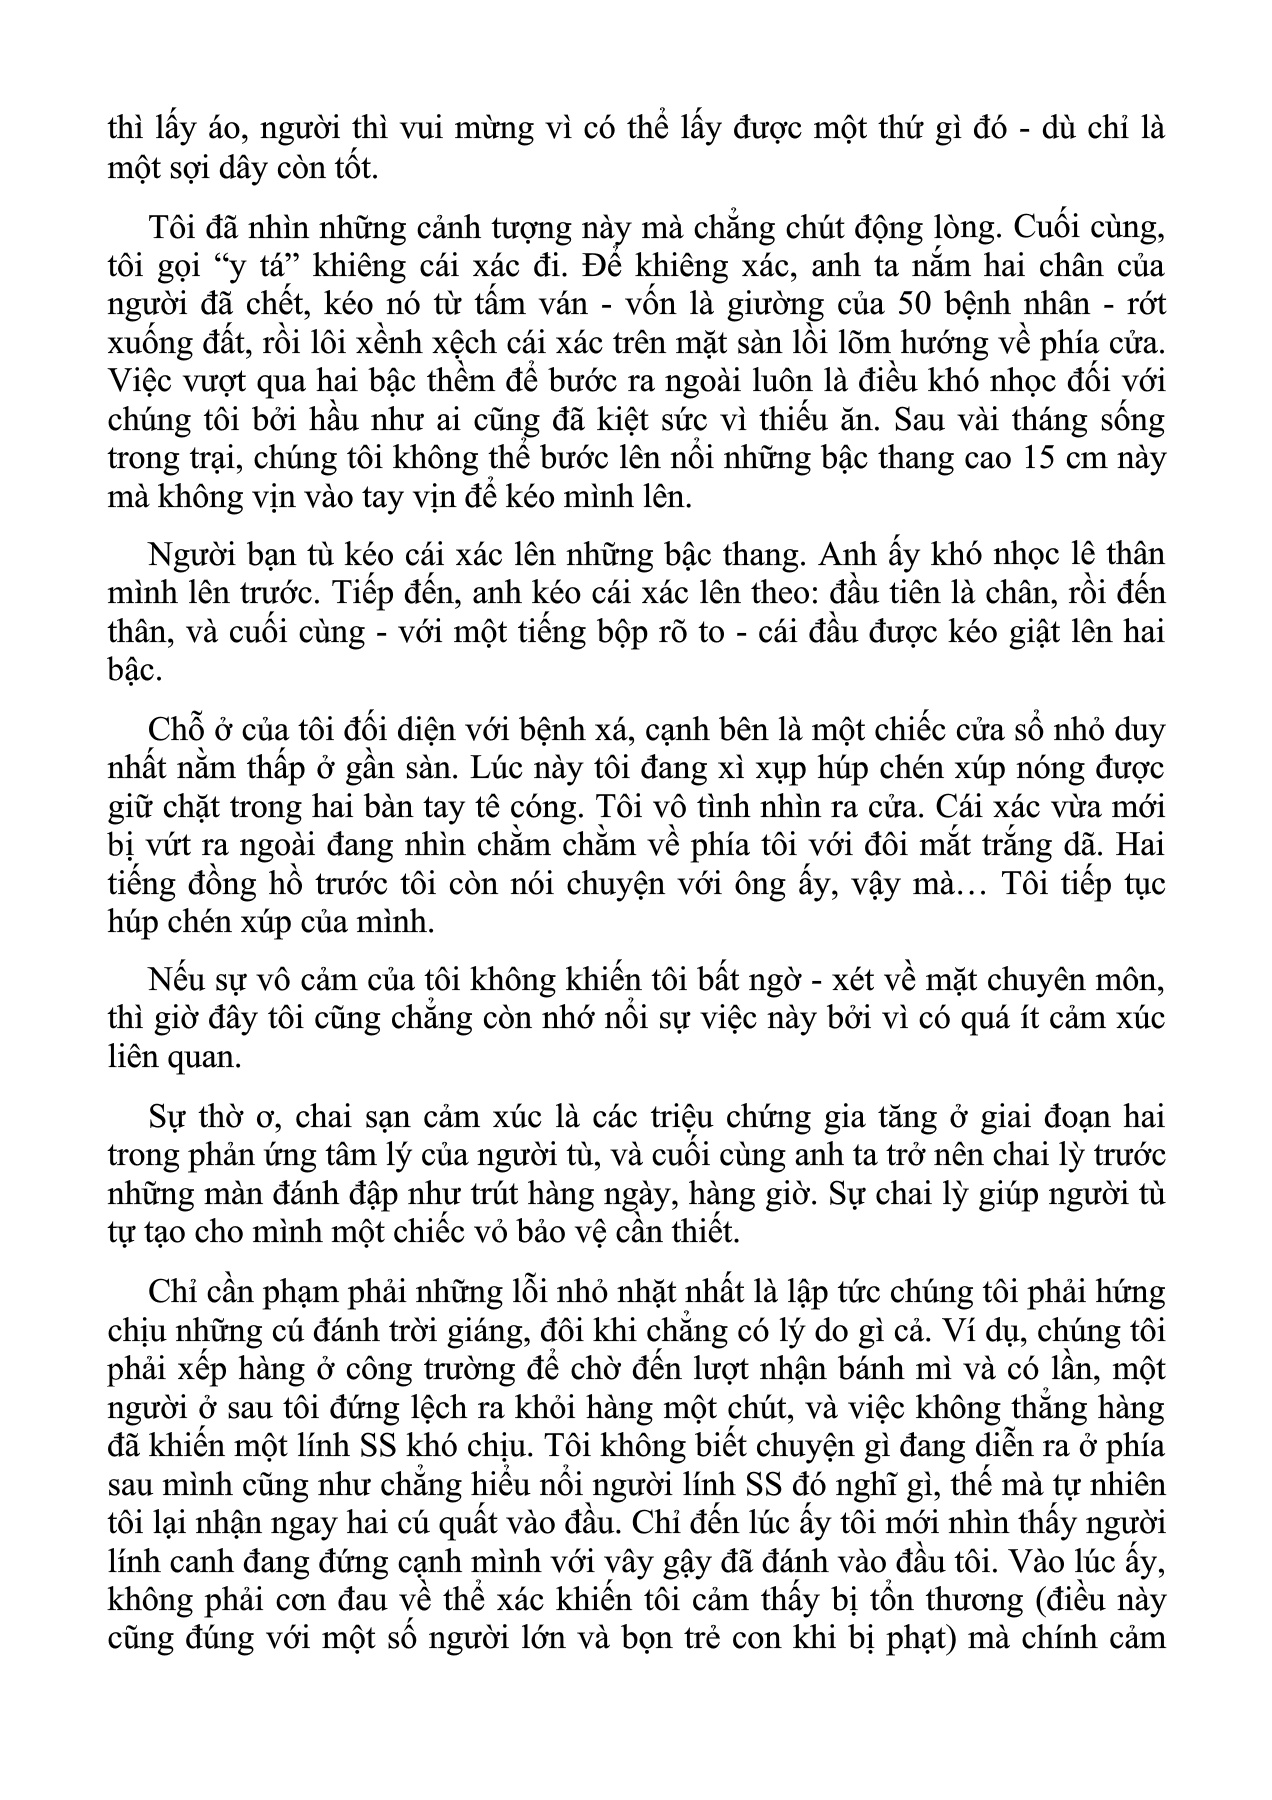 thì lấy áo, người thì vui mừng vì có thể lấy được một thứ gì đó - dù chỉ là
một sợi dây còn tốt.
Tôi đã nhìn những cảnh tượng này mà chẳng chút động lòng. Cuối cùng,
tôi gọi “y tá” khiêng cái xác đi. Để khiêng xác, anh ta nắm hai chân của
người đã chết, kéo nó từ tấm ván - vốn là giường của 50 bệnh nhân - rớt
xuống đất, rồi lôi xềnh xệch cái xác trên mặt sàn lồi lõm hướng về phía cửa.
Việc vượt qua hai bậc thềm để bước ra ngoài luôn là điều khó nhọc đối với
chúng tôi bởi hầu như ai cũng đã kiệt sức vì thiếu ăn. Sau vài tháng sống
trong trại, chúng tôi không thể bước lên nổi những bậc thang cao 15 cm này
mà không vịn vào tay vịn để kéo mình lên.
Người bạn tù kéo cái xác lên những bậc thang. Anh ấy khó nhọc lê thân
mình lên trước. Tiếp đến, anh kéo cái xác lên theo: đầu tiên là chân, rồi đến
thân, và cuối cùng - với một tiếng bộp rõ to - cái đầu được kéo giật lên hai
bậc.
Chỗ ở của tôi đối diện với bệnh xá, cạnh bên là một chiếc cửa sổ nhỏ duy
nhất nằm thấp ở gần sàn. Lúc này tôi đang xì xụp húp chén xúp nóng được
giữ chặt trong hai bàn tay tê cóng. Tôi vô tình nhìn ra cửa. Cái xác vừa mới
bị vứt ra ngoài đang nhìn chằm chằm về phía tôi với đôi mắt trắng dã. Hai
tiếng đồng hồ trước tôi còn nói chuyện với ông ấy, vậy mà… Tôi tiếp tục
húp chén xúp của mình.
Nếu sự vô cảm của tôi không khiến tôi bất ngờ - xét về mặt chuyên môn,
thì giờ đây tôi cũng chẳng còn nhớ nổi sự việc này bởi vì có quá ít cảm xúc
liên quan.
Sự thờ ơ, chai sạn cảm xúc là các triệu chứng gia tăng ở giai đoạn hai
trong phản ứng tâm lý của người tù, và cuối cùng anh ta trở nên chai lỳ trước
những màn đánh đập như trút hàng ngày, hàng giờ. Sự chai lỳ giúp người tù
tự tạo cho mình một chiếc vỏ bảo vệ cần thiết.
Chỉ cần phạm phải những lỗi nhỏ nhặt nhất là lập tức chúng tôi phải hứng
chịu những cú đánh trời giáng, đôi khi chẳng có lý do gì cả. Ví dụ, chúng tôi
phải xếp hàng ở công trường để chờ đến lượt nhận bánh mì và có lần, một
người ở sau tôi đứng lệch ra khỏi hàng một chút, và việc không thẳng hàng
đã khiến một lính SS khó chịu. Tôi không biết chuyện gì đang diễn ra ở phía
sau mình cũng như chẳng hiểu nổi người lính SS đó nghĩ gì, thế mà tự nhiên
tôi lại nhận ngay hai cú quất vào đầu. Chỉ đến lúc ấy tôi mới nhìn thấy người
lính canh đang đứng cạnh mình với vây gậy đã đánh vào đầu tôi. Vào lúc ấy,
không phải cơn đau về thể xác khiến tôi cảm thấy bị tổn thương (điều này
cũng đúng với một số người lớn và bọn trẻ con khi bị phạt) mà chính cảm